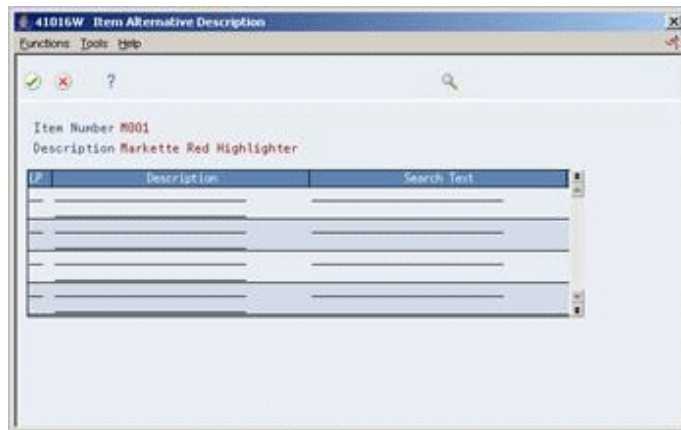 41016W Item Alternative Description
Functions Tools Help
?
Item Number M001
Description Markette Red Highlighter
LP Description Search Text